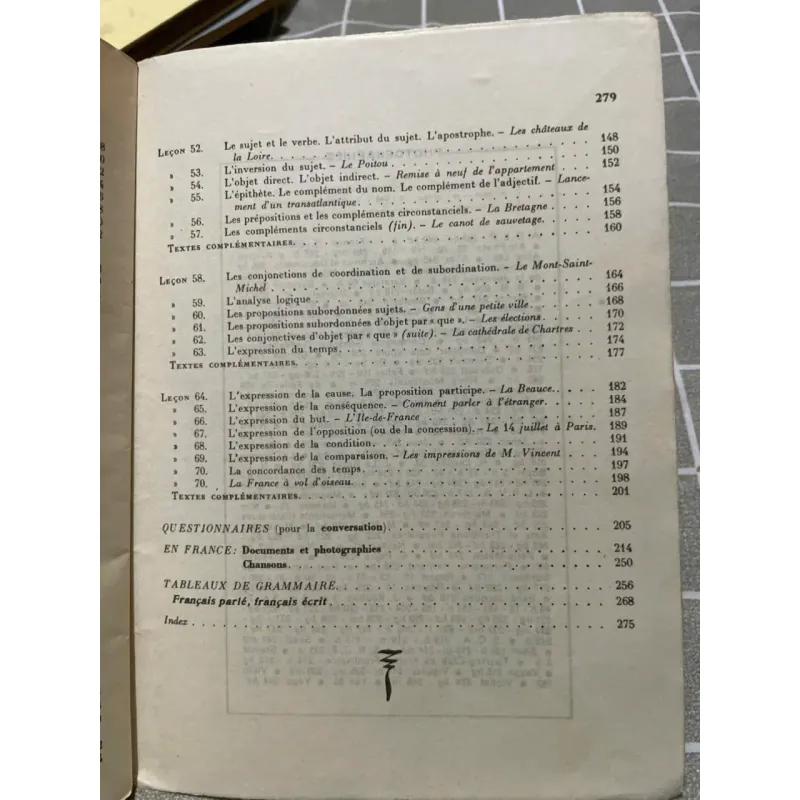 279
LEÇON 52. Le sujet et le verbe. L'attribut du sujet. L'apostrophe. – Les châteaux de
la Loire. 148
» 53. L'inversion du sujet. – Le Poitou 150
» 54. L'objet direct. L'objet indirect. – Remise à neuf de l'appartement 152
» 55. L'épithète. Le complément du nom. Le complément de l'adjectif. – Lance-
ment d'un transatlantique 154
» 56. Les prépositions et les compléments circonstanciels. – La Bretagne 156
» 57. Les compléments circonstanciels (fin). – Le canot de sauvetage. 158
TEXTES COMPLÉMENTAIRES. 160
LEÇON 58. Les conjonctions de coordination et de subordination. – Le Mont-Saint-
Michel 164
» 59. L'analyse logique 166
» 60. Les propositions subordonnées sujets. – Gens d'une petite ville 168
» 61. Les propositions subordonnées d'objet par « que ». – Les élections 170
» 62. Les conjonctives d'objet par « que » (suite). – La cathédrale de Chartres 172
» 63. L'expression du temps. 174
TEXTES COMPLÉMENTAIRES. 177
LEÇON 64. L'expression de la cause. La proposition participe. – La Beauce. 182
» 65. L'expression de la conséquence. – Comment parler à l'étranger. 184
» 66. L'expression du but. – L'Ile-de-France 187
» 67. L'expression de l'opposition (ou de la concession). – Le 14 juillet à Paris. 189
» 68. L'expression de la condition. 191
» 69. L'expression de la comparaison. – Les impressions de M. Vincent 194
» 70. La concordance des temps. 197
» 70. La France à vol d'oiseau. 198
TEXTES COMPLÉMENTAIRES. 201
QUESTIONNAIRES (pour la conversation). 205
EN FRANCE : Documents et photographies 214
Chansons. 250
TABLEAUX DE GRAMMAIRE. 256
Français parlé, français écrit. 268
Index 275